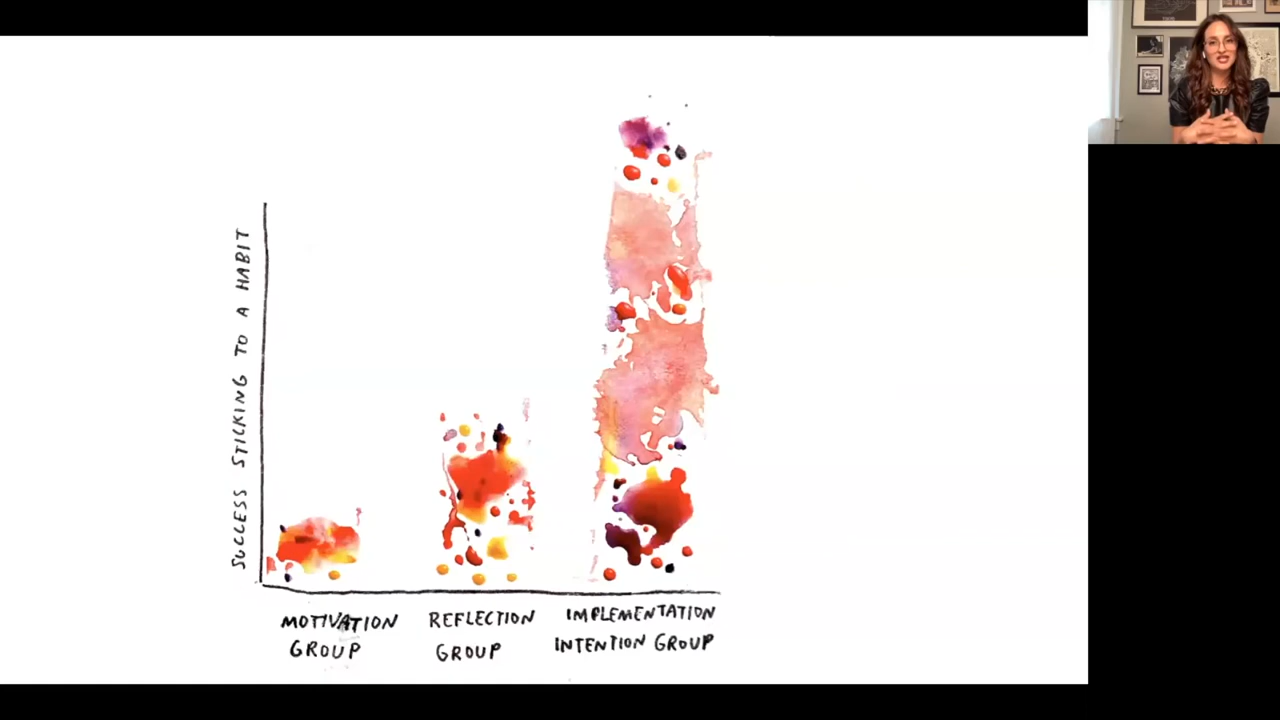 SUCCESS STICKING TO A HABIT
MOTIVATION
GROUP
REFLECTION
GROUP
IMPLEMENTATION
INTENTION GROUP